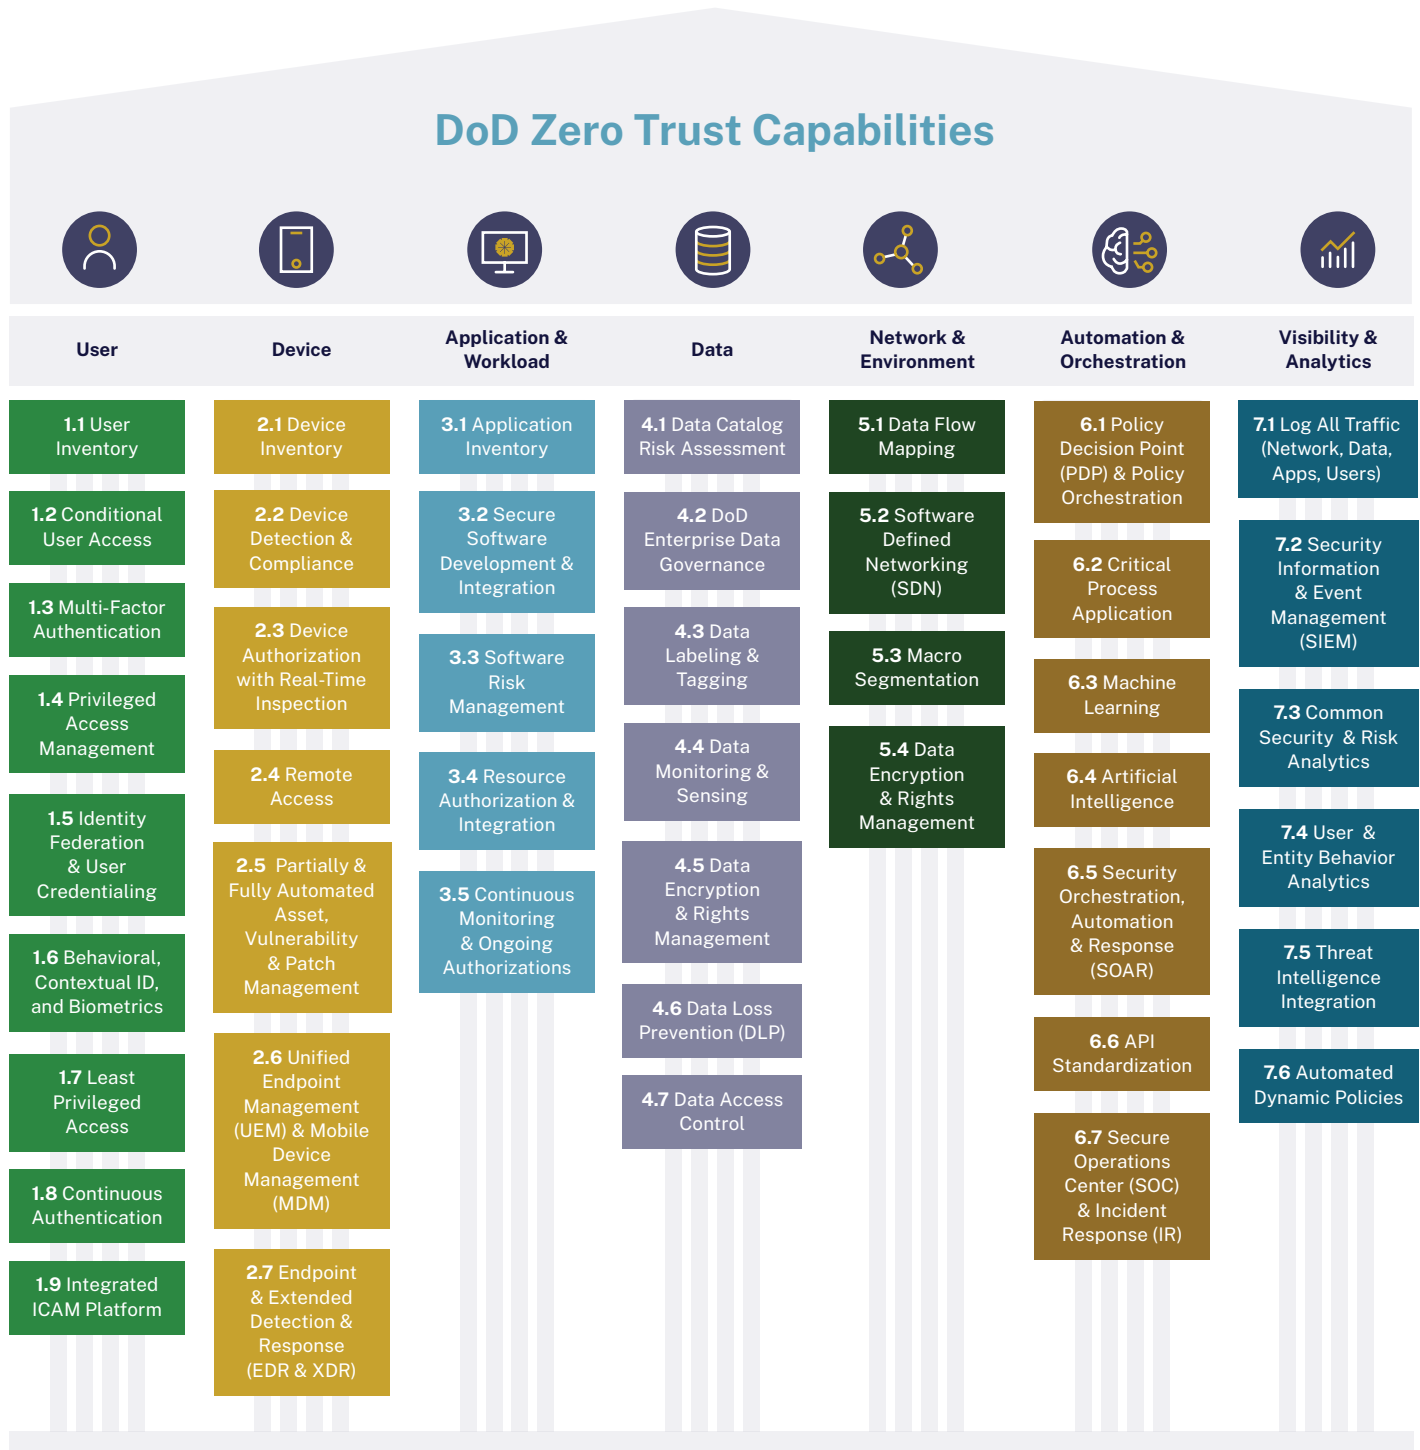 DoD Zero Trust Capabilities
User
Device
Application &
Workload
Data
Network &
Environment
Automation &
Orchestration
Visibility &
Analytics
1.1 User
Inventory
1.2 Conditional
User Access
1.3 Multi-Factor
Authentication
1.4 Privileged
Access
Management
1.5 Identity
Federation
& User
Credentialing
1.6 Behavioral,
Contextual ID,
and Biometrics
1.7 Least
Privileged
Access
1.8 Continuous
Authentication
1.9 Integrated
ICAM Platform
2.1 Device
Inventory
2.2 Device
Detection &
Compliance
2.3 Device
Authorization
with Real-Time
Inspection
2.4 Remote
Access
2.5 Partially &
Fully Automated
Asset,
Vulnerability
& Patch
Management
2.6 Unified
Endpoint
Management
(UEM) & Mobile
Device
Management
(MDM)
2.7 Endpoint
& Extended
Detection &
Response
(EDR & XDR)
3.1 Application
Inventory
3.2 Secure
Software
Development &
Integration
3.3 Software
Risk
Management
3.4 Resource
Authorization &
Integration
3.5 Continuous
Monitoring
& Ongoing
Authorizations
4.1 Data Catalog
Risk Assessment
4.2 DoD
Enterprise Data
Governance
4.3 Data
Labeling &
Tagging
4.4 Data
Monitoring &
Sensing
4.5 Data
Encryption
& Rights
Management
4.6 Data Loss
Prevention (DLP)
4.7 Data Access
Control
5.1 Data Flow
Mapping
5.2 Software
Defined
Networking
(SDN)
5.3 Macro
Segmentation
5.4 Data
Encryption
& Rights
Management
6.1 Policy
Decision Point
(PDP) & Policy
Orchestration
6.2 Critical
Process
Application
6.3 Machine
Learning
6.4 Artificial
Intelligence
6.5 Security
Orchestration,
Automation
& Response
(SOAR)
6.6 API
Standardization
6.7 Secure
Operations
Center (SOC)
& Incident
Response (IR)
7.1 Log All Traffic
(Network, Data,
Apps, Users)
7.2 Security
Information
& Event
Management
(SIEM)
7.3 Common
Security & Risk
Analytics
7.4 User &
Entity Behavior
Analytics
7.5 Threat
Intelligence
Integration
7.6 Automated
Dynamic Policies